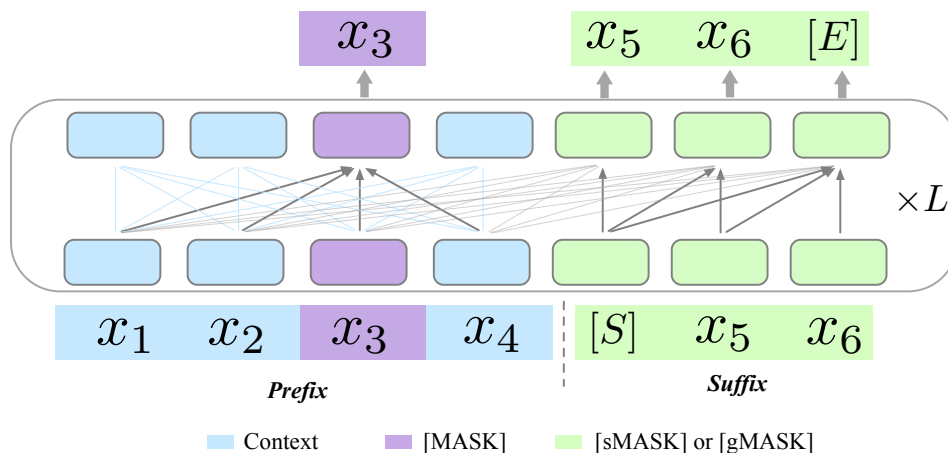 x3 x5 x6 [E]
×L
x1 x2 x3 x4 [S] x5 x6
Prefix Suffix
Context [MASK] [sMASK] or [gMASK]